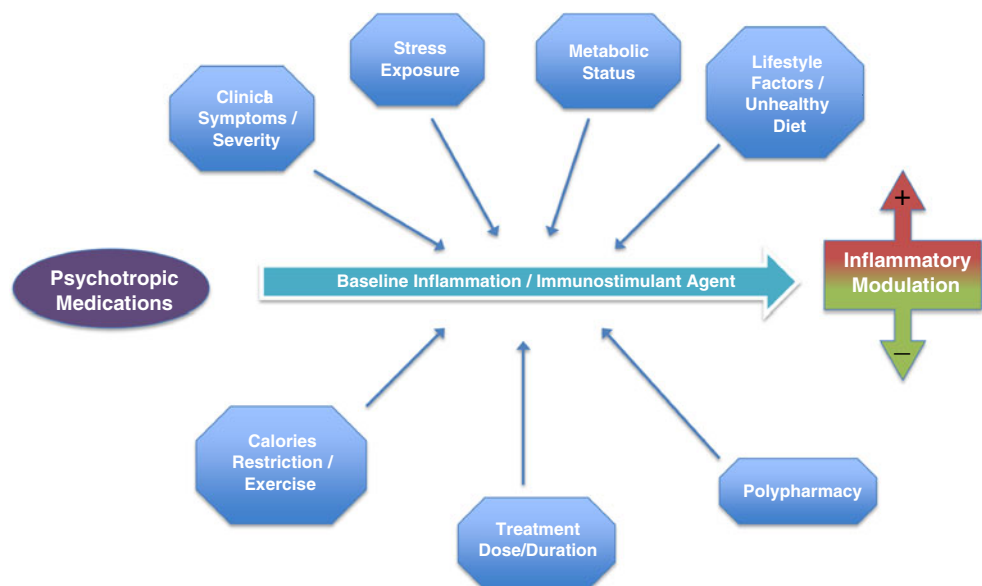 Clinical
Symptoms /
Severity
Stress
Exposure
Metabolic
Status
Lifestyle
Factors /
Unhealthy
Diet
Psychotropic
Medications
Baseline Inflammation / Immunostimulant Agent
+
Inflammatory
Modulation
–
Calories
Restriction /
Exercise
Treatment
Dose/Duration
Polypharmacy